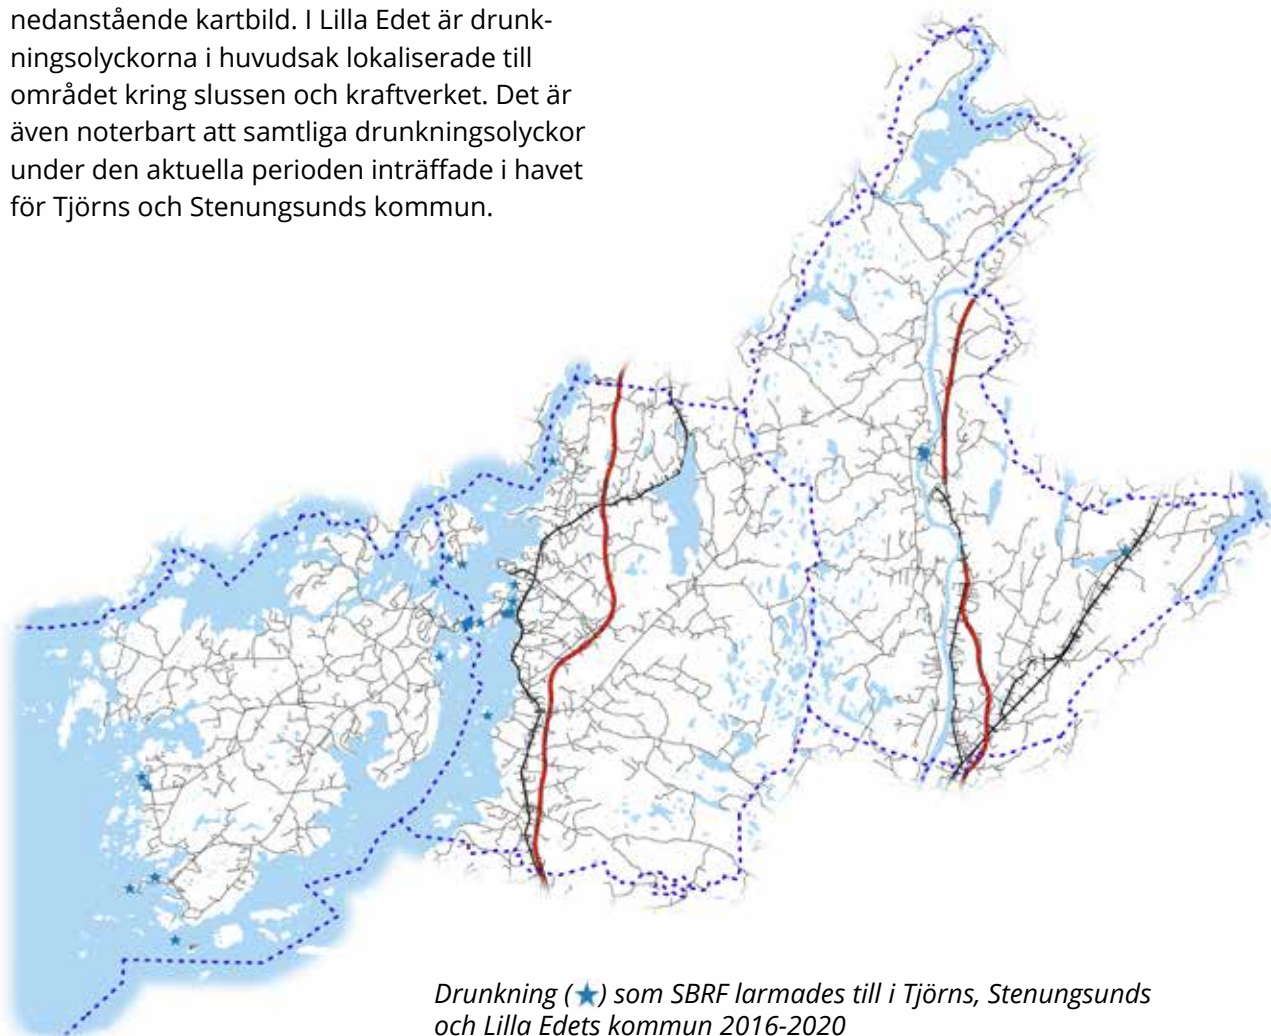 nedanstående kartbild. I Lilla Edet är drunk-
ningsolyckorna i huvudsak lokaliserade till
området kring slussen och kraftverket. Det är
även noterbart att samtliga drunkningsolyckor
under den aktuella perioden inträffade i havet
för Tjörns och Stenungsunds kommun.
Drunkning (★) som SBRF larmades till i Tjörns, Stenungsunds
och Lilla Edets kommun 2016-2020